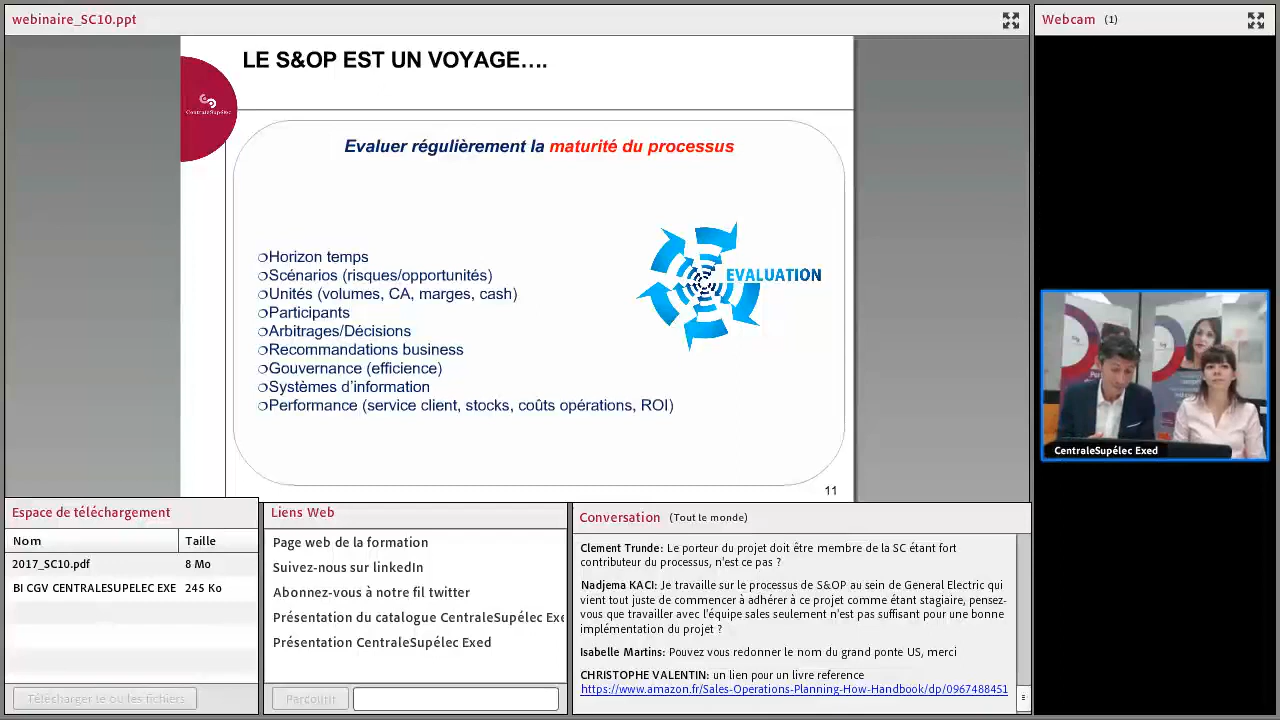 webinaire_SC10.ppt
Webcam (1)
LE S&OP EST UN VOYAGE….
CentraleSupélec
Evaluer régulièrement la maturité du processus
❍Horizon temps
❍Scénarios (risques/opportunités)
❍Unités (volumes, CA, marges, cash)
❍Participants
❍Arbitrages/Décisions
❍Recommandations business
❍Gouvernance (efficience)
❍Systèmes d’information
❍Performance (service client, stocks, coûts opérations, ROI)
EVALUATION
11
CentraleSupélec Exed
Espace de téléchargement
Nom Taille
2017_SC10.pdf 8 Mo
BI CGV CENTRALESUPELEC EXE 245 Ko
Télécharger le ou les fichiers
Liens Web
Page web de la formation
Suivez-nous sur linkedIn
Abonnez-vous à notre fil twitter
Présentation du catalogue CentraleSupélec Exe
Présentation CentraleSupélec Exed
Parcourir
Conversation (Tout le monde)
Clement Trunde: Le porteur du projet doit être membre de la SC étant fort
contributeur du processus, n'est ce pas ?
Nadjema KACI: Je travaille sur le processus de S&OP au sein de General Electric qui
vient tout juste de commencer à adhérer à ce projet comme étant stagiaire, pensez-
vous que travailler avec l'équipe sales seulement n'est pas suffisant pour une bonne
implémentation du projet ?
Isabelle Martins: Pouvez vous redonner le nom du grand ponte US, merci
CHRISTOPHE VALENTIN: un lien pour un livre reference
https://www.amazon.fr/Sales-Operations-Planning-How-Handbook/dp/0967488451